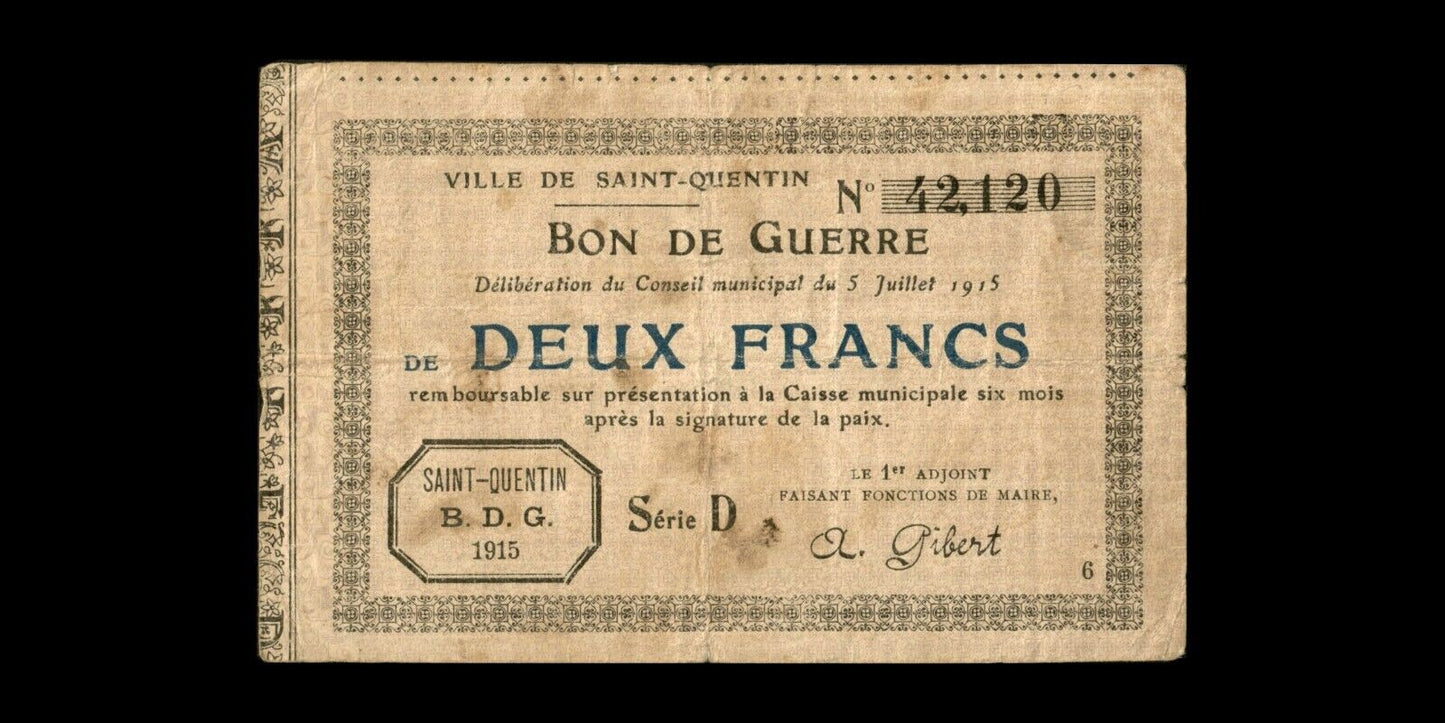 VILLE DE SAINT-QUENTIN
Nº 42,120
BON DE GUERRE
Délibération du Conseil municipal du 5 Juillet 1915
DE DEUX FRANCS
remboursable sur présentation à la Caisse municipale six mois
après la signature de la paix.
SAINT-QUENTIN
B. D. G.
1915
Série D
LE 1er ADJOINT
FAISANT FONCTIONS DE MAIRE,
A. Gibert
6